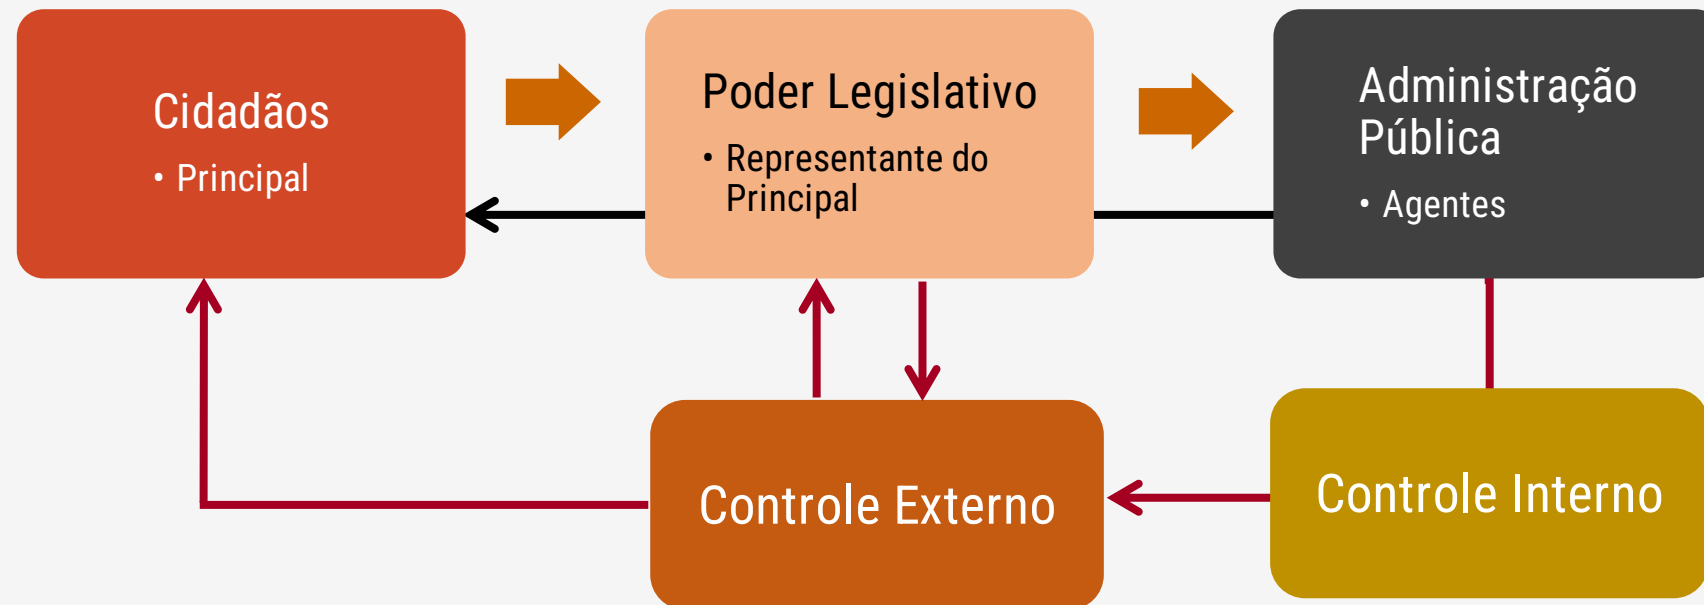 Cidadãos
• Principal
Poder Legislativo
• Representante do
Principal
Administração
Pública
• Agentes
Controle Externo
Controle Interno